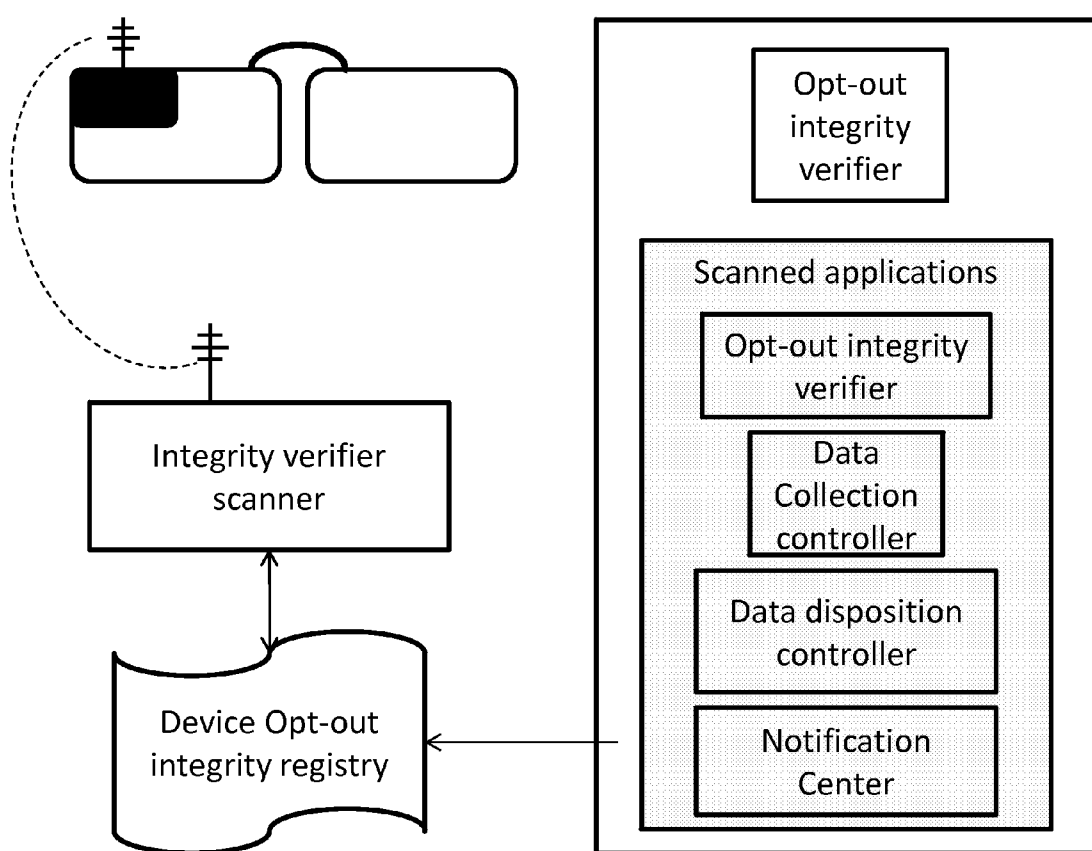 Opt-out
integrity
verifier
Scanned applications
Opt-out integrity
verifier
Data
Collection
controller
Data disposition
controller
Notification
Center
Integrity verifier
scanner
Device Opt-out
integrity registry